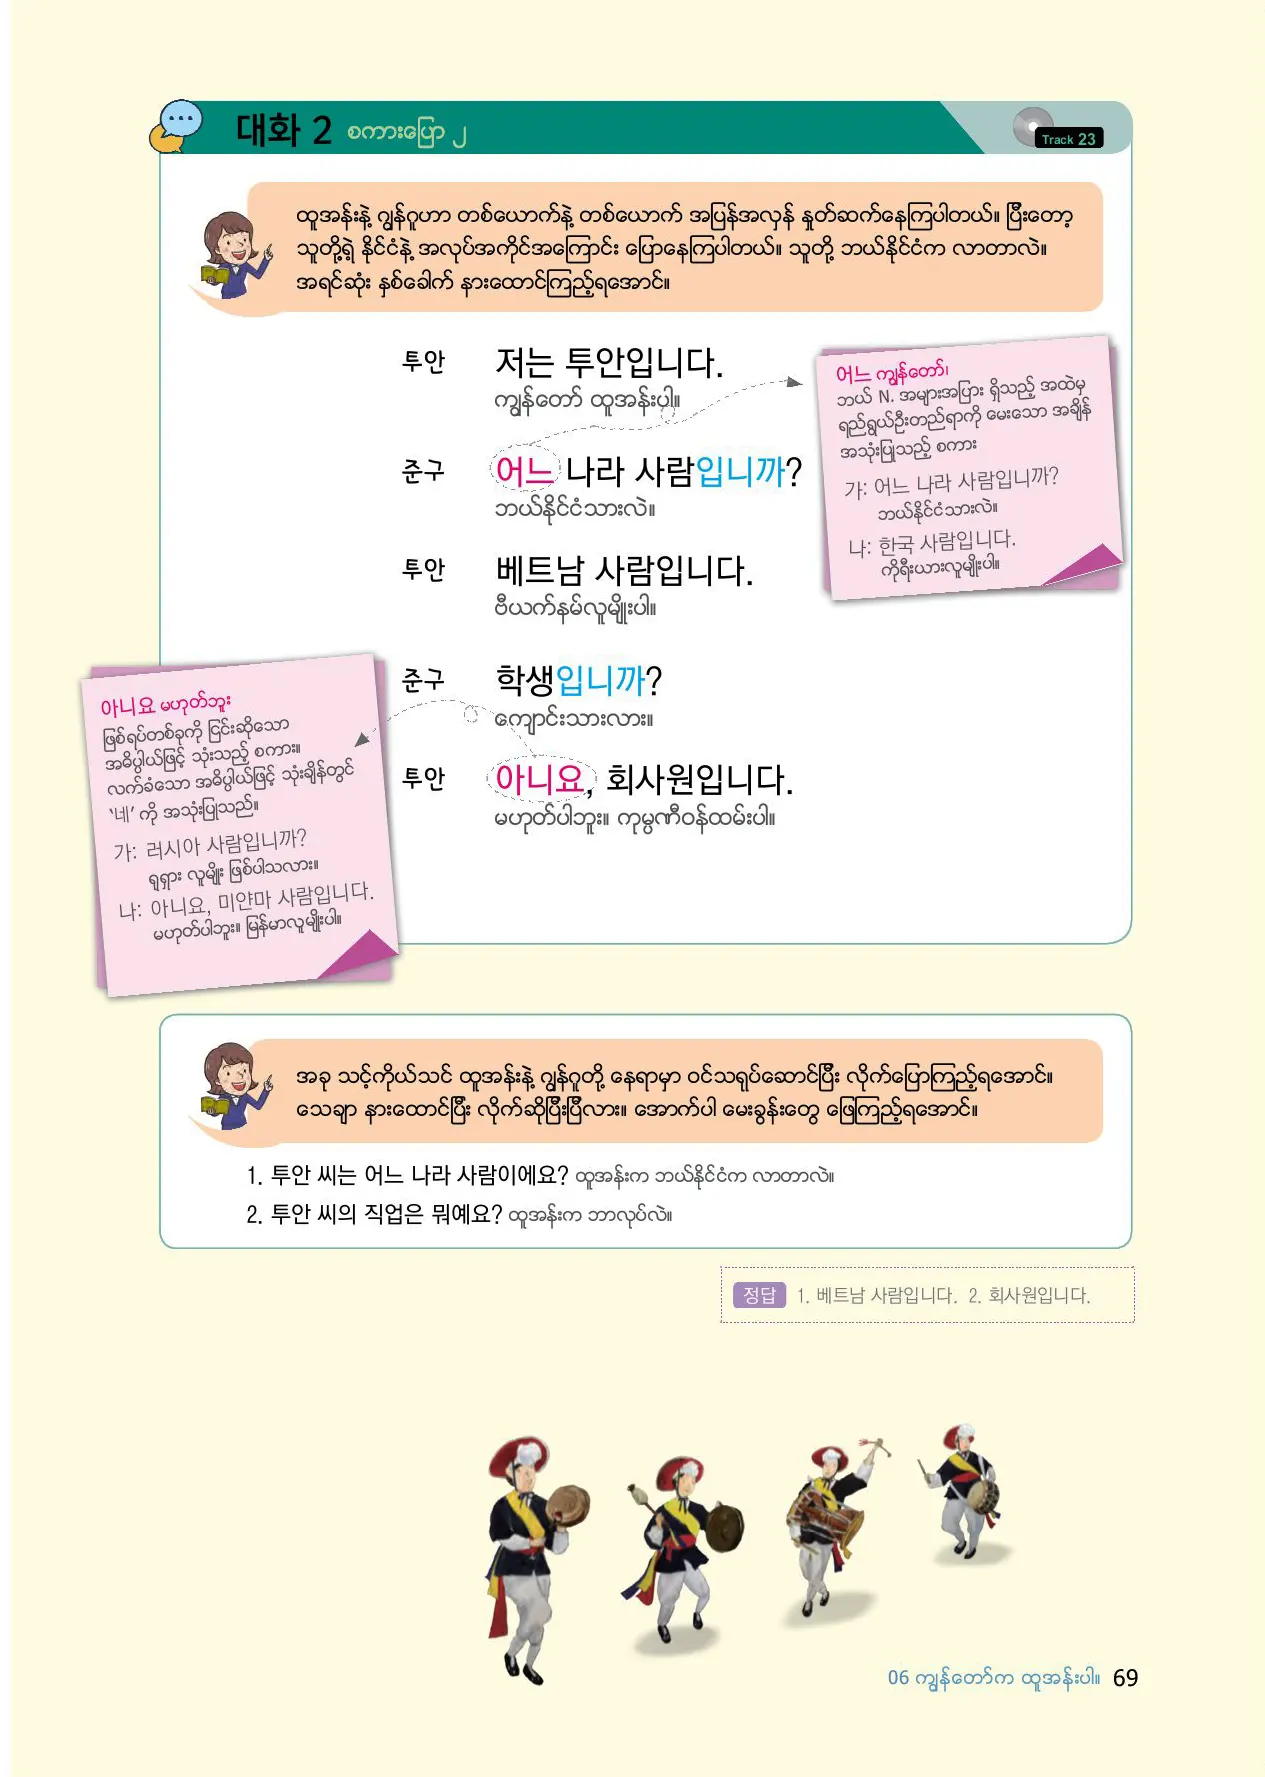 대화 2 စကားပြော ၂
Track 23
ထူအန်းနဲ့ ဂျွန်ဂူဟာ တစ်ယောက်နဲ့ တစ်ယောက် အပြန်အလှန် နှုတ်ဆက်နေကြပါတယ်။ ပြီးတော့
သူတို့ရဲ့ နိုင်ငံနဲ့ အလုပ်အကိုင်အကြောင်း ပြောနေကြပါတယ်။ သူတို့ ဘယ်နိုင်ငံက လာတာလဲ။
အရင်ဆုံး နှစ်ခေါက် နားထောင်ကြည့်ရအောင်။
투안 저는 투안입니다.
ကျွန်တော် ထူအန်းပါ။
준구 어느 나라 사람입니까?
ဘယ်နိုင်ငံသားလဲ။
투안 베트남 사람입니다.
ဗီယက်နမ်လူမျိုးပါ။
준구 학생입니까?
ကျောင်းသားလား။
투안 아니요, 회사원입니다.
မဟုတ်ပါဘူး။ ကုမ္ပဏီဝန်ထမ်းပါ။
어느 ကျွန်တော်၊
ဘယ် N. အများအပြား ရှိသည့် အထဲမှ
ရည်ရွယ်ဦးတည်ရာကို မေးသော အချိန်
အသုံးပြုသည့် စကား
가: 어느 나라 사람입니까?
ဘယ်နိုင်ငံသားလဲ။
나: 한국 사람입니다.
ကိုရီးယားလူမျိုးပါ။
아니요 မဟုတ်ဘူး
ဖြစ်ရပ်တစ်ခုကို ငြင်းဆိုသော
အဓိပ္ပါယ်ဖြင့် သုံးသည့် စကား။
လက်ခံသော အဓိပ္ပါယ်ဖြင့် သုံးချိန်တွင်
‘네’ ကို အသုံးပြုသည်။
가: 러시아 사람입니까?
ရုရှား လူမျိုး ဖြစ်ပါသလား။
나: 아니요, 미얀마 사람입니다.
မဟုတ်ပါဘူး။ မြန်မာလူမျိုးပါ။
အခု သင့်ကိုယ်သင် ထူအန်းနဲ့ ဂျွန်ဂူတို့ နေရာမှာ ဝင်သရုပ်ဆောင်ပြီး လိုက်ပြောကြည့်ရအောင်။
သေချာ နားထောင်ပြီး လိုက်ဆိုပြီးပြီလား။ အောက်ပါ မေးခွန်းတွေ ဖြေကြည့်ရအောင်။
1. 투안 씨는 어느 나라 사람이에요? ထူအန်းက ဘယ်နိုင်ငံက လာတာလဲ။
2. 투안 씨의 직업은 뭐예요? ထူအန်းက ဘာလုပ်လဲ။
정답 1. 베트남 사람입니다. 2. 회사원입니다.
06 ကျွန်တော်က ထူအန်းပါ။ 69